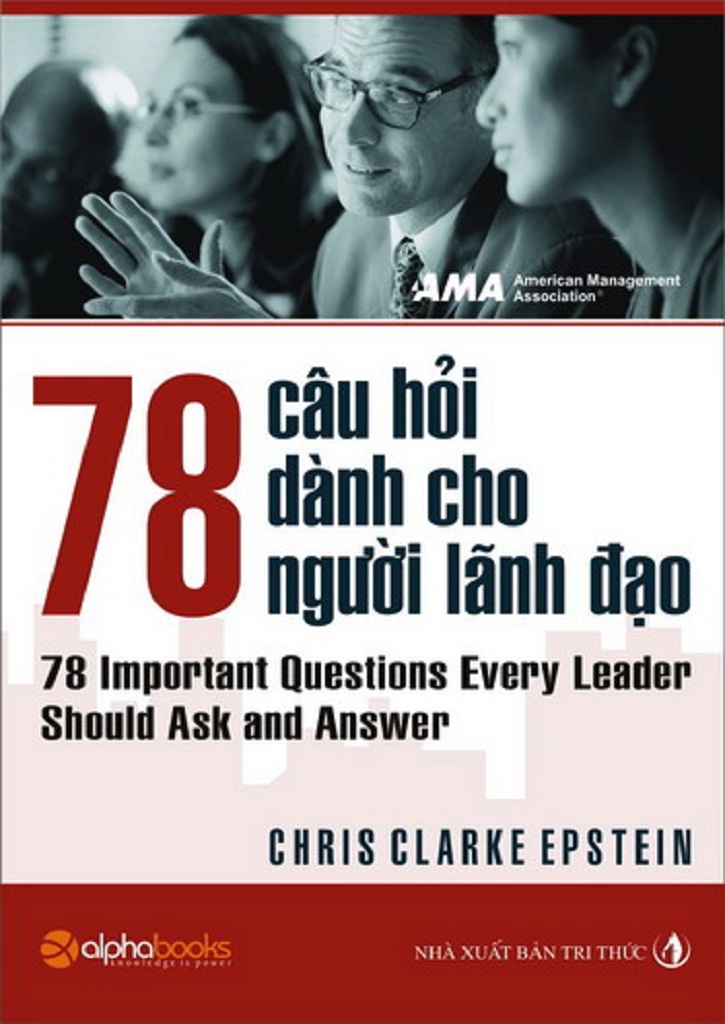 AMA American Management
Association®
78
câu hỏi
dành cho
người lãnh đạo
78 Important Questions Every Leader
Should Ask and Answer
CHRIS CLARKE EPSTEIN
alphabooks
knowledge is power
NHÀ XUẤT BẢN TRI THỨC